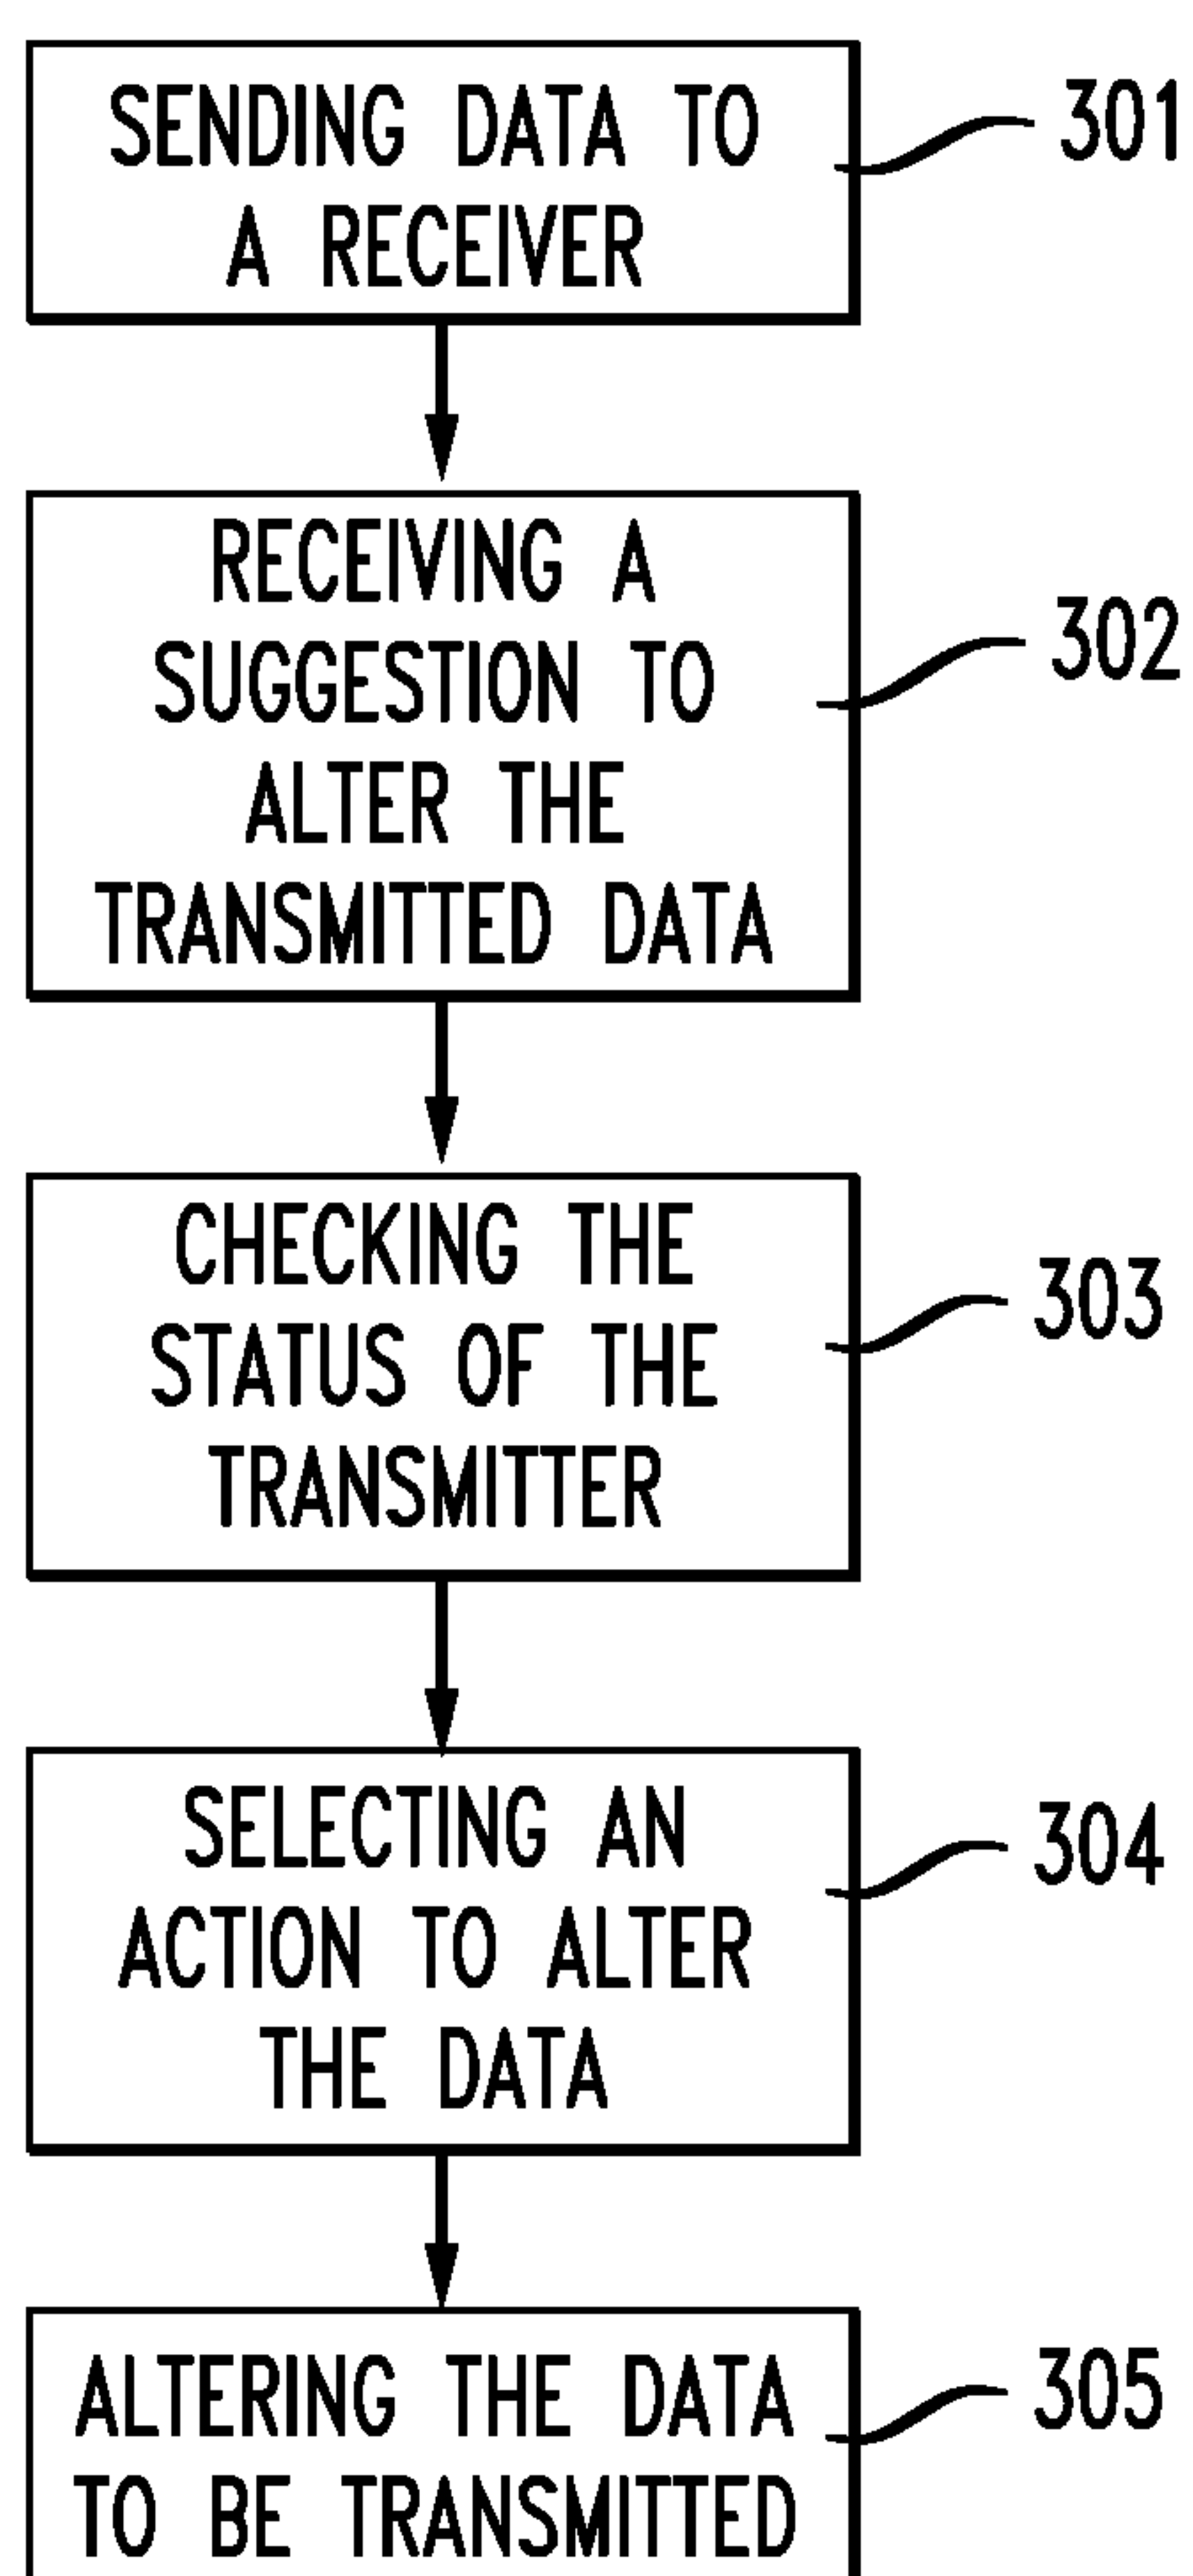 SENDING DATA TO
A RECEIVER
301
RECEIVING A
SUGGESTION TO
ALTER THE
TRANSMITTED DATA
302
CHECKING THE
STATUS OF THE
TRANSMITTER
303
SELECTING AN
ACTION TO ALTER
THE DATA
304
ALTERING THE DATA
TO BE TRANSMITTED
305